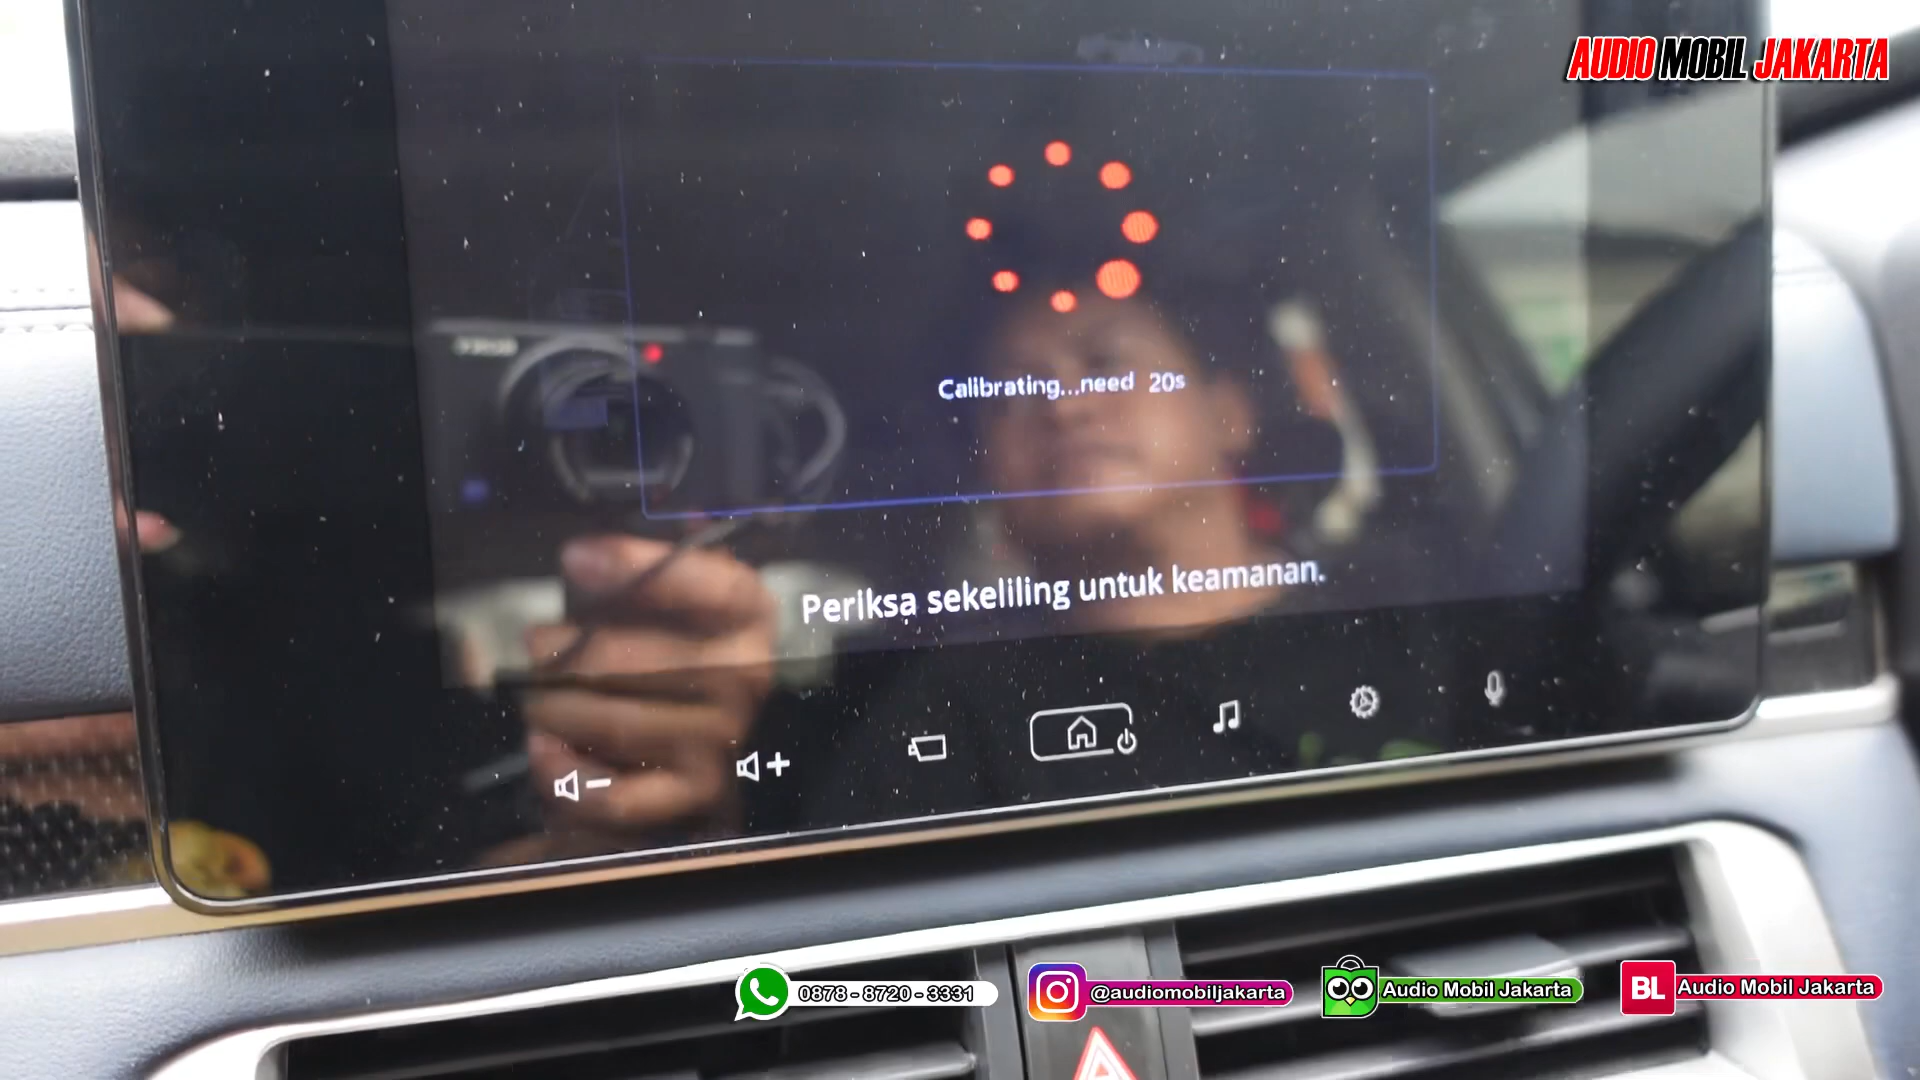 AUDIO MOBIL JAKARTA
Calibrating...need 20s
Periksa sekeliling untuk keamanan.
0878 - 8720 - 3331
@audiomobiljakarta
Audio Mobil Jakarta
BL Audio Mobil Jakarta